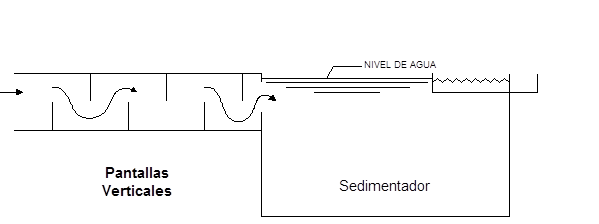 NIVEL DE AGUA
Pantallas
Verticales
Sedimentador